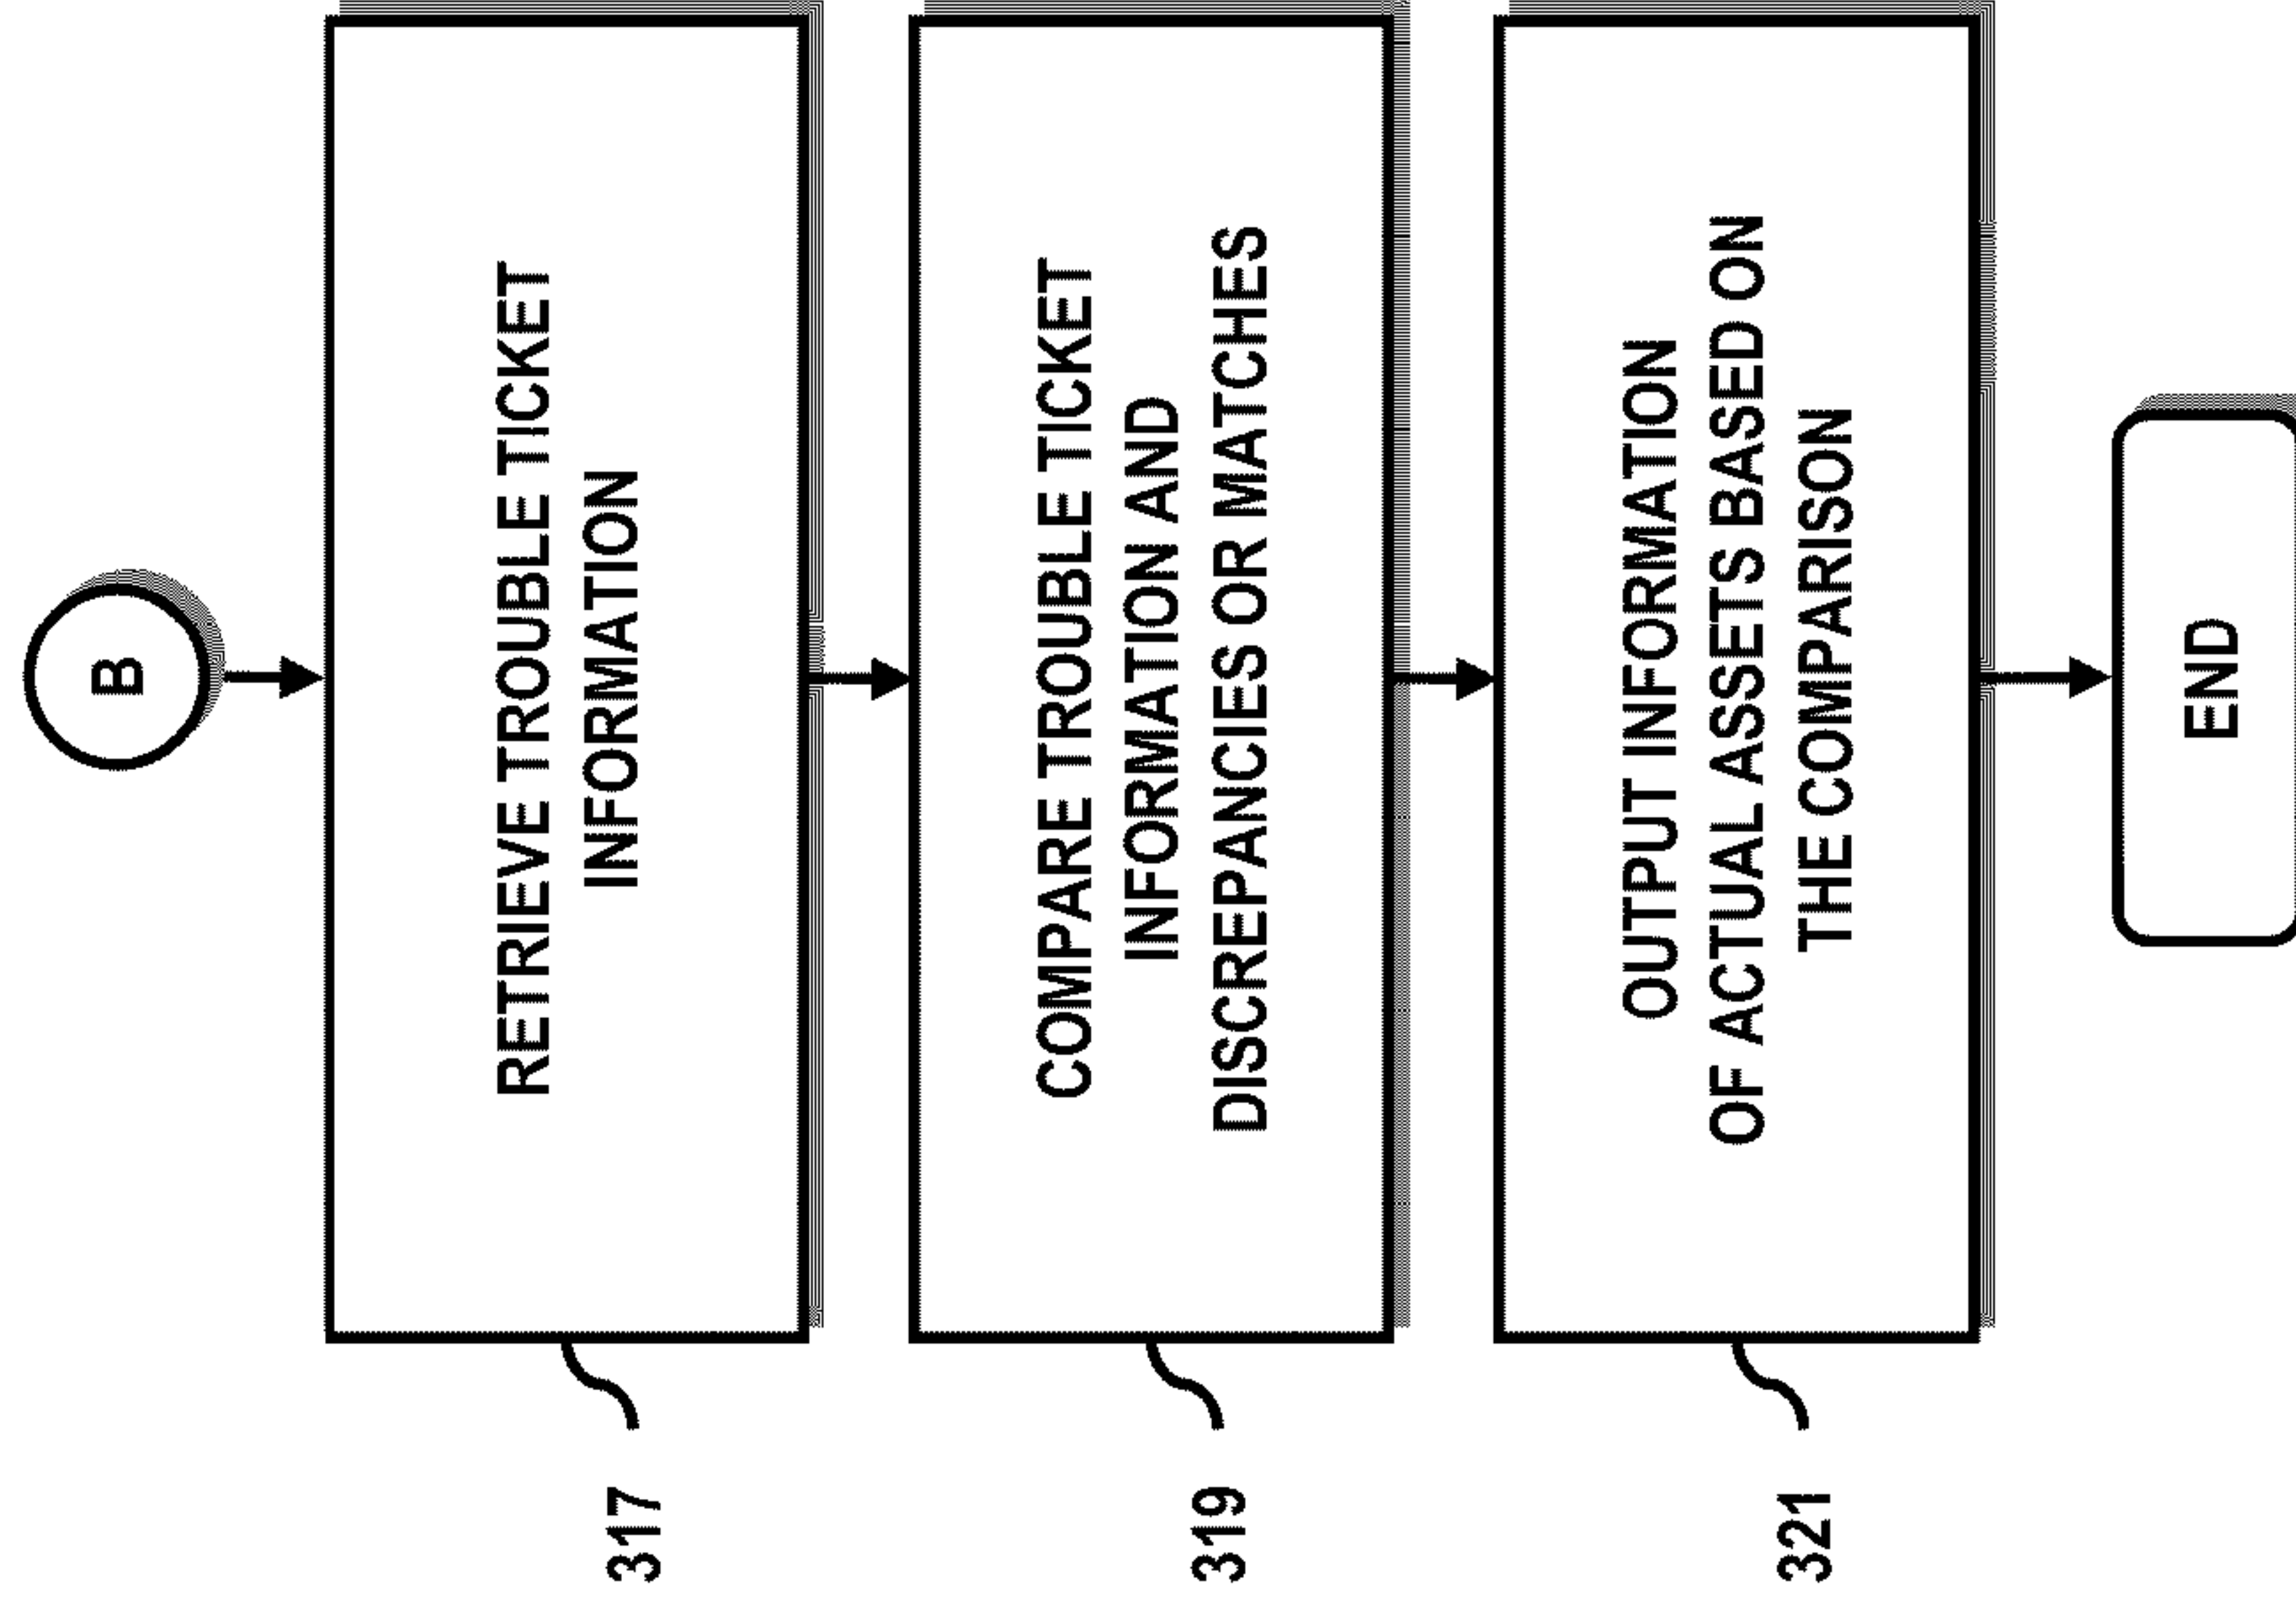 B
RETRIEVE TROUBLE TICKET
INFORMATION
317
COMPARE TROUBLE TICKET
INFORMATION AND
DISCREPANCIES OR MATCHES
319
OUTPUT INFORMATION
OF ACTUAL ASSETS BASED ON
THE COMPARISON
321
END